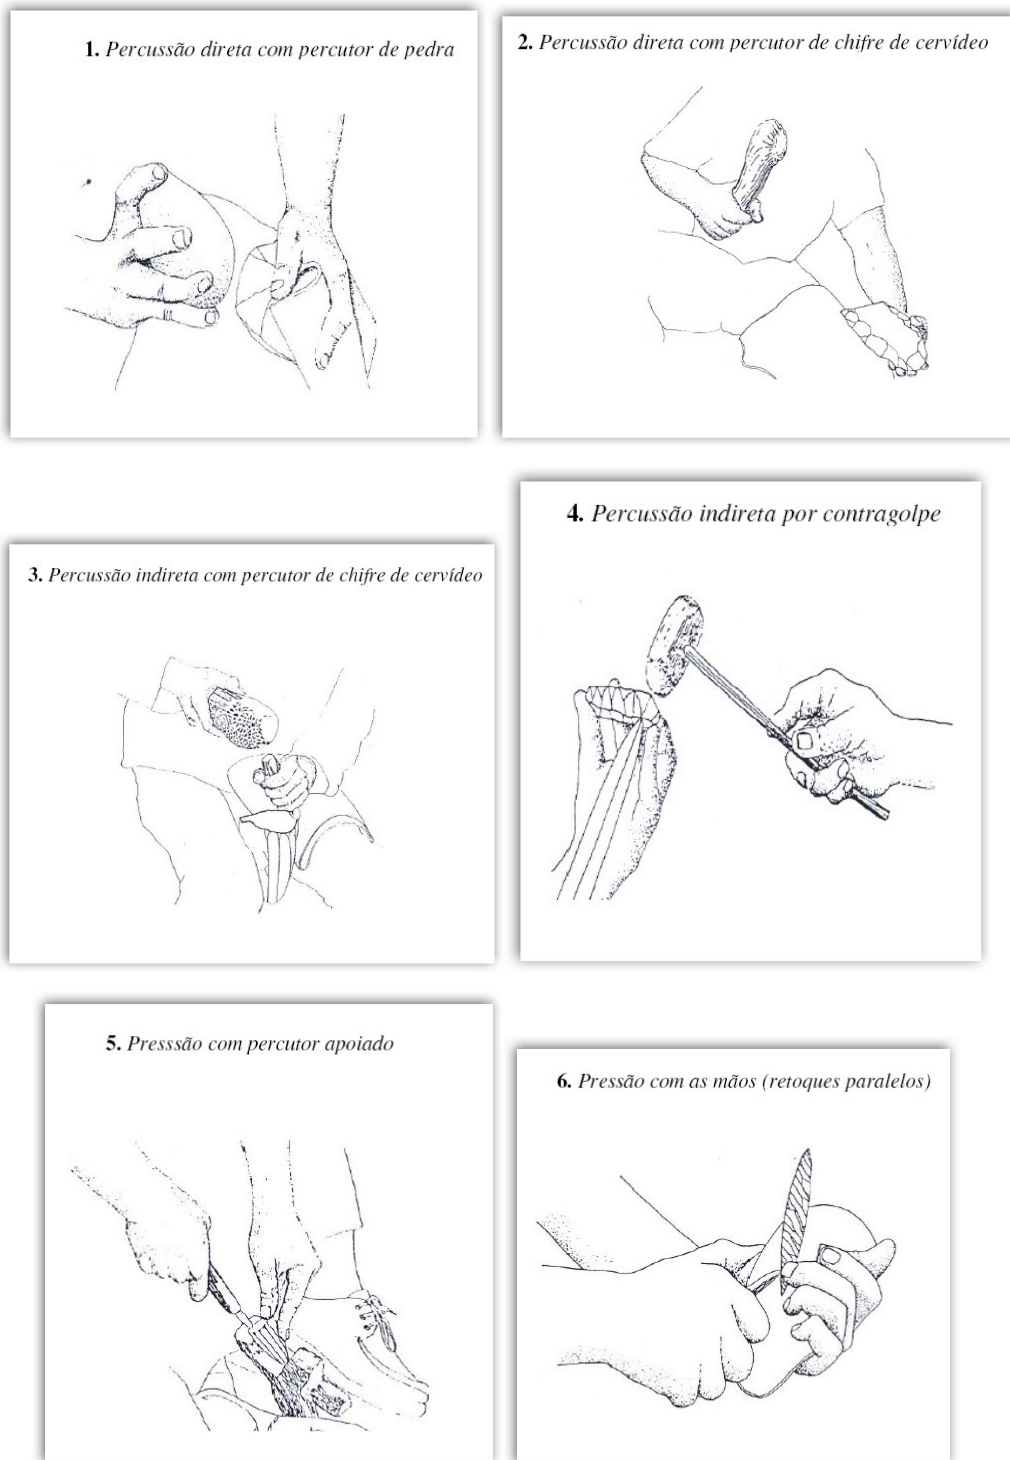 1. Percussão direta com percutor de pedra
2. Percussão direta com percutor de chifre de cervídeo
3. Percussão indireta com percutor de chifre de cervídeo
4. Percussão indireta por contragolpe
5. Presssão com percutor apoiado
6. Pressão com as mãos (retoques paralelos)